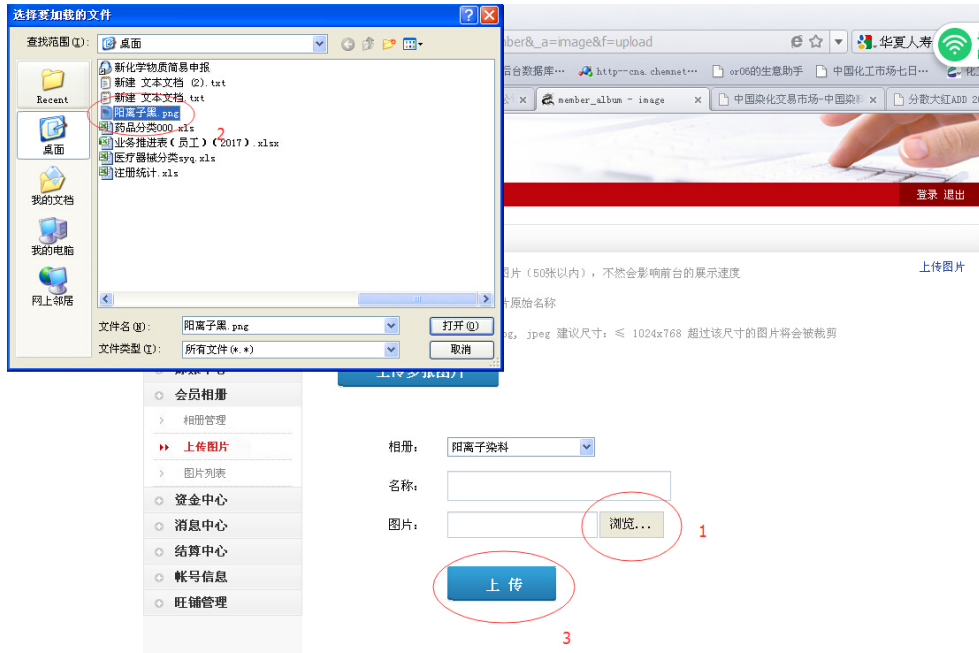 选择要加载的文件
查找范围(I):
桌面
Recent
桌面
我的文档
我的电脑
网上邻居
新化学物质简易申报
新建 文本文档 (2).txt
新建 文本文档.txt
阳离子黑.png
药品分类000.xls
业务推进表(员工)(2017).xlsx
医疗器械分类syq.xls
注册统计.xls
2
文件名(N):
阳离子黑.png
打开(O)
文件类型(T):
所有文件(*.*)
取消
ber&_a=image&f=upload
华夏人寿
后台数据库…
http--cna.chemnet…
or06的生意助手
中国化工市场七日…
member_album - image
中国染化交易市场-中国染料
分散大红ADD 20
登录 退出
上传图片
图片（50张以内），不然会影响前台的展示速度
片原始名称
jpeg 建议尺寸：≤ 1024x768 超过该尺寸的图片将会被裁剪
上传多张图片
会员相册
相册管理
上传图片
图片列表
资金中心
消息中心
结算中心
帐号信息
旺铺管理
相册：
阳离子染料
名称：
图片：
浏览...
1
上 传
3